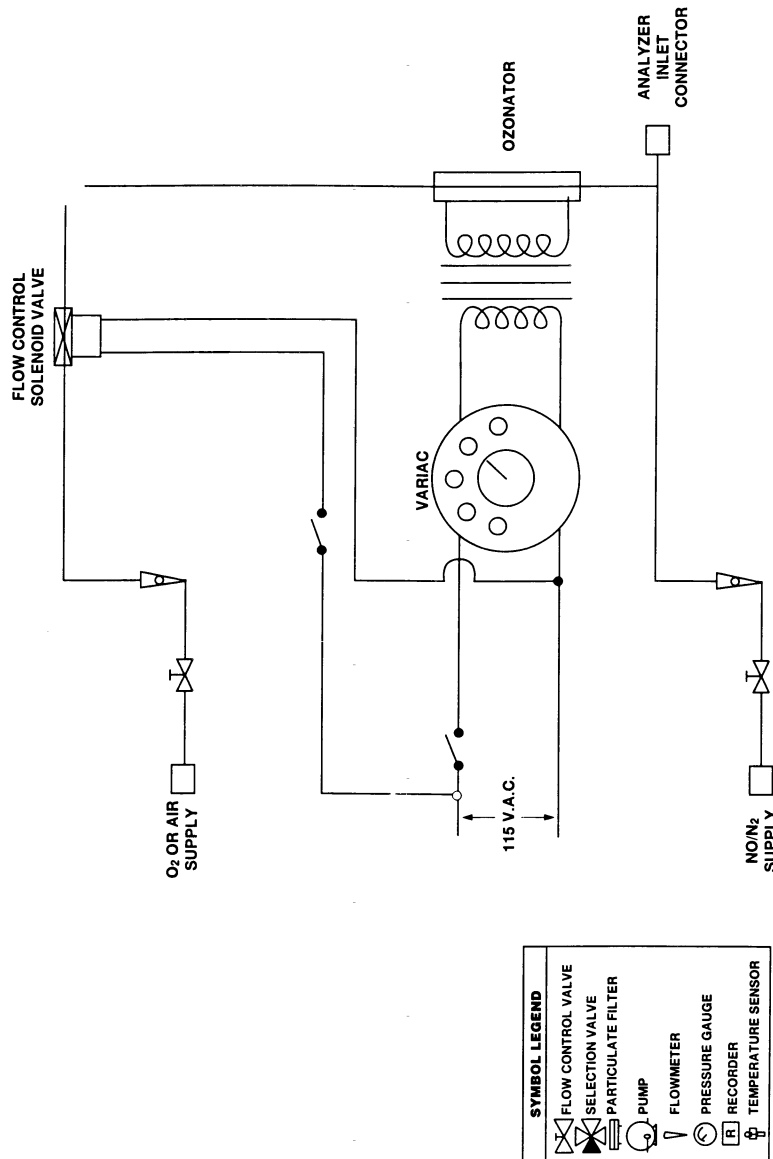 FLOW CONTROL
SOLENOID VALVE
O2 OR AIR
SUPPLY
VARIAC
OZONATOR
ANALYZER
INLET
CONNECTOR
115 V.A.C.
NO/N2
SUPPLY
SYMBOL LEGEND
FLOW CONTROL VALVE
SELECTION VALVE
PARTICULATE FILTER
PUMP
FLOWMETER
PRESSURE GAUGE
R RECORDER
TEMPERATURE SENSOR